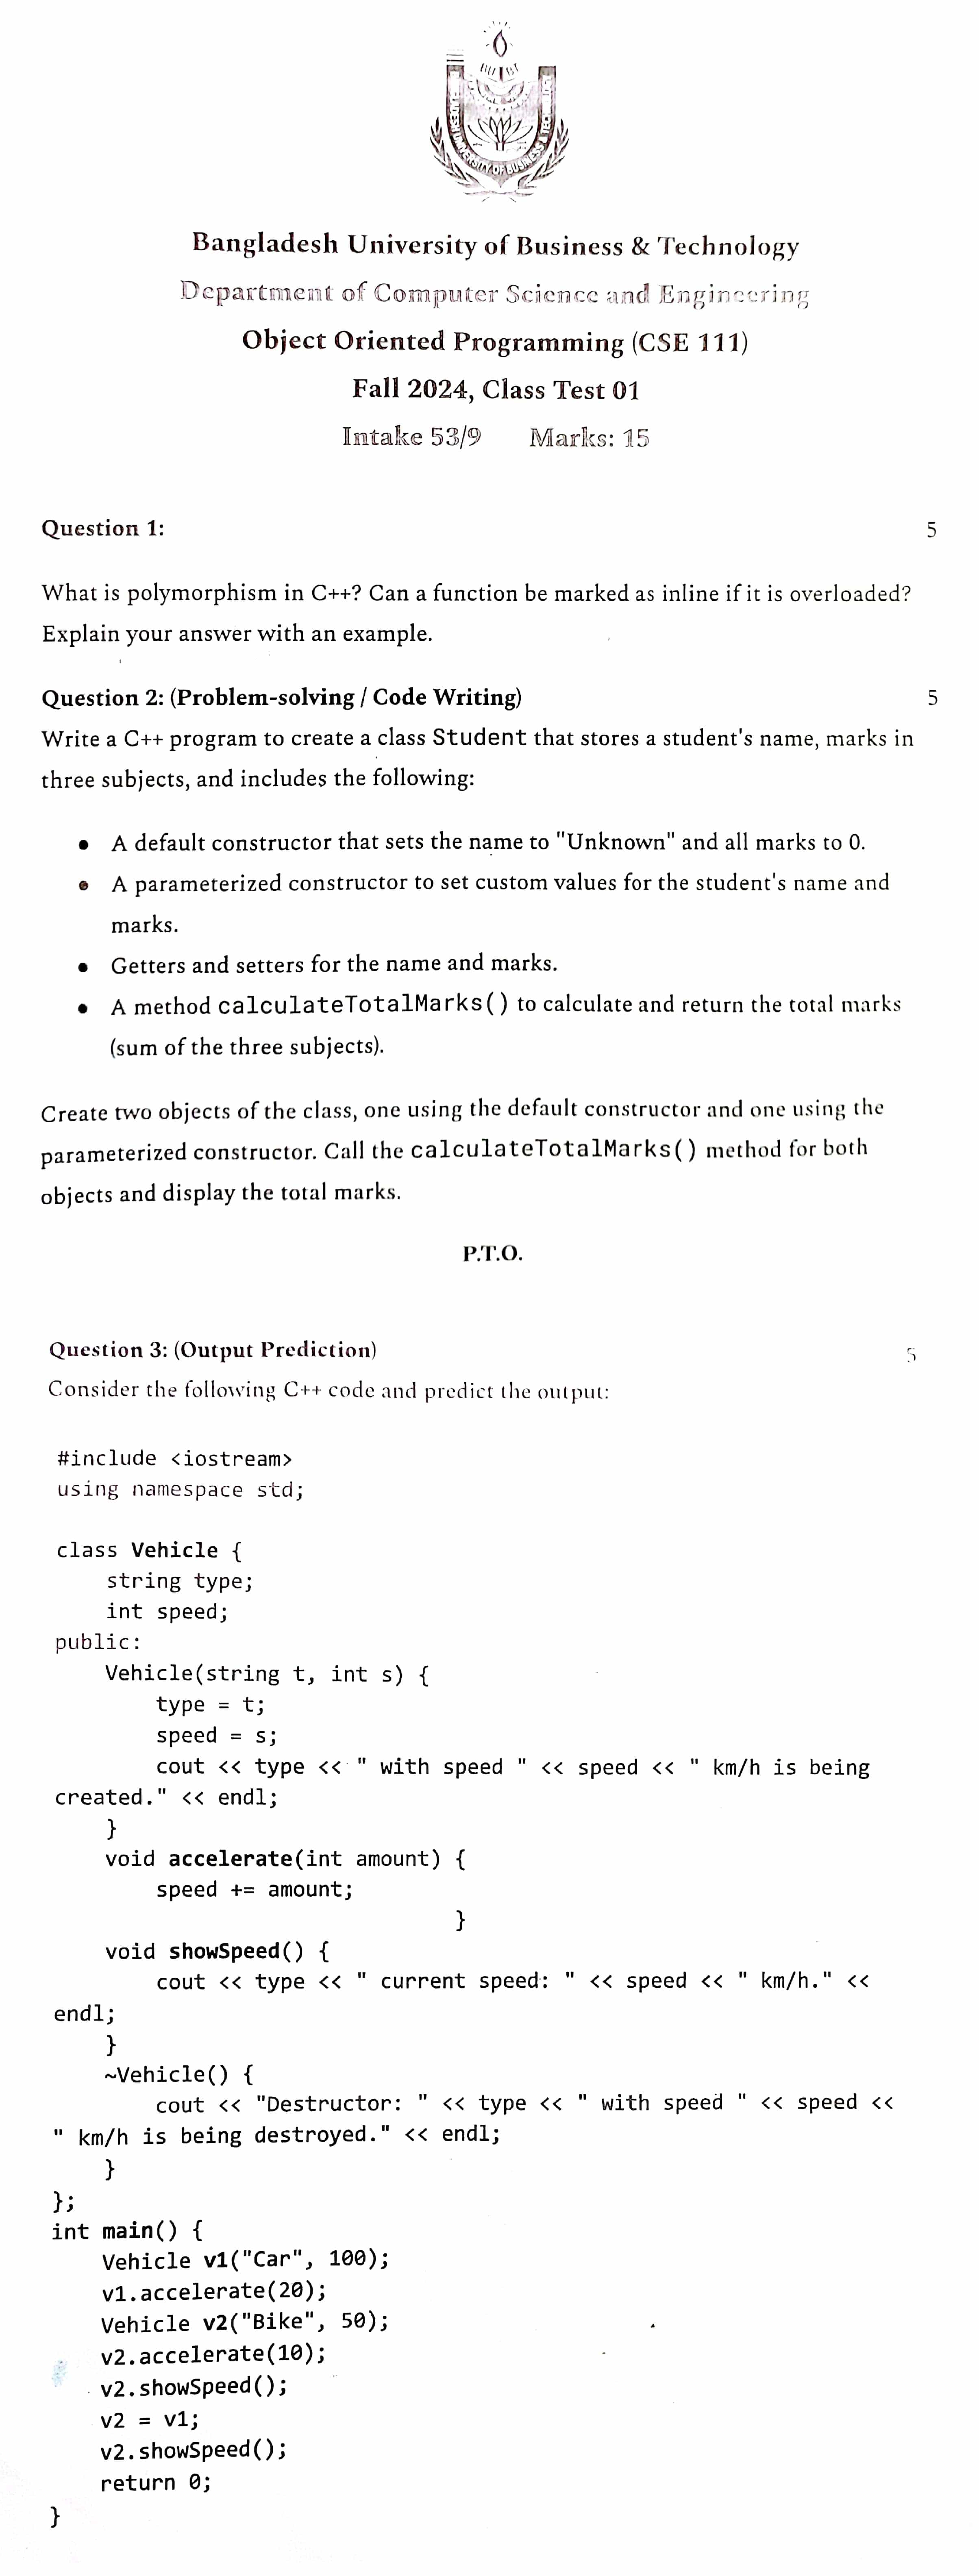 BUBT
Bangladesh University of Business & Technology
Department of Computer Science and Engineering
Object Oriented Programming (CSE 111)
Fall 2024, Class Test 01
Intake 53/9 Marks: 15
Question 1: 5
What is polymorphism in C++? Can a function be marked as inline if it is overloaded?
Explain your answer with an example.
Question 2: (Problem-solving / Code Writing) 5
Write a C++ program to create a class Student that stores a student's name, marks in
three subjects, and includes the following:
• A default constructor that sets the name to "Unknown" and all marks to 0.
• A parameterized constructor to set custom values for the student's name and
marks.
• Getters and setters for the name and marks.
• A method calculateTotalMarks() to calculate and return the total marks
(sum of the three subjects).
Create two objects of the class, one using the default constructor and one using the
parameterized constructor. Call the calculateTotalMarks() method for both
objects and display the total marks.
P.T.O.
Question 3: (Output Prediction) 5
Consider the following C++ code and predict the output:
#include <iostream>
using namespace std;
class Vehicle {
string type;
int speed;
public:
Vehicle(string t, int s) {
type = t;
speed = s;
cout << type << " with speed " << speed << " km/h is being
created." << endl;
}
void accelerate(int amount) {
speed += amount;
}
void showSpeed() {
cout << type << " current speed: " << speed << " km/h." <<
endl;
}
~Vehicle() {
cout << "Destructor: " << type << " with speed " << speed <<
" km/h is being destroyed." << endl;
}
};
int main() {
Vehicle v1("Car", 100);
v1.accelerate(20);
Vehicle v2("Bike", 50);
v2.accelerate(10);
v2.showSpeed();
v2 = v1;
v2.showSpeed();
return 0;
}